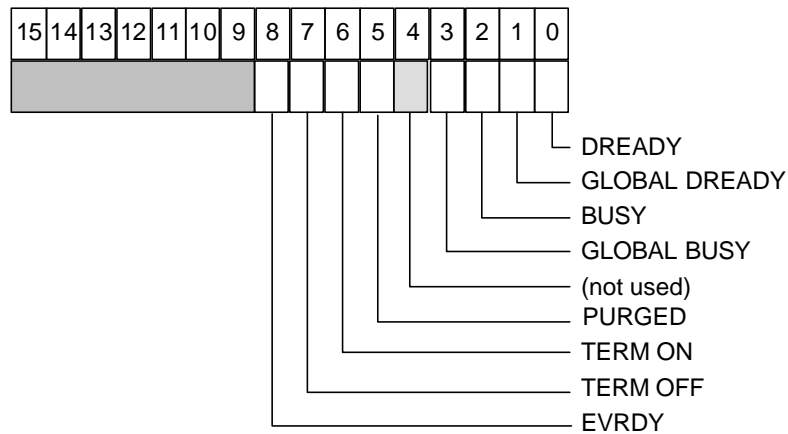 15 14 13 12 11 10 9 8 7 6 5 4 3 2 1 0
DREADY
GLOBAL DREADY
BUSY
GLOBAL BUSY
(not used)
PURGED
TERM ON
TERM OFF
EVRDY